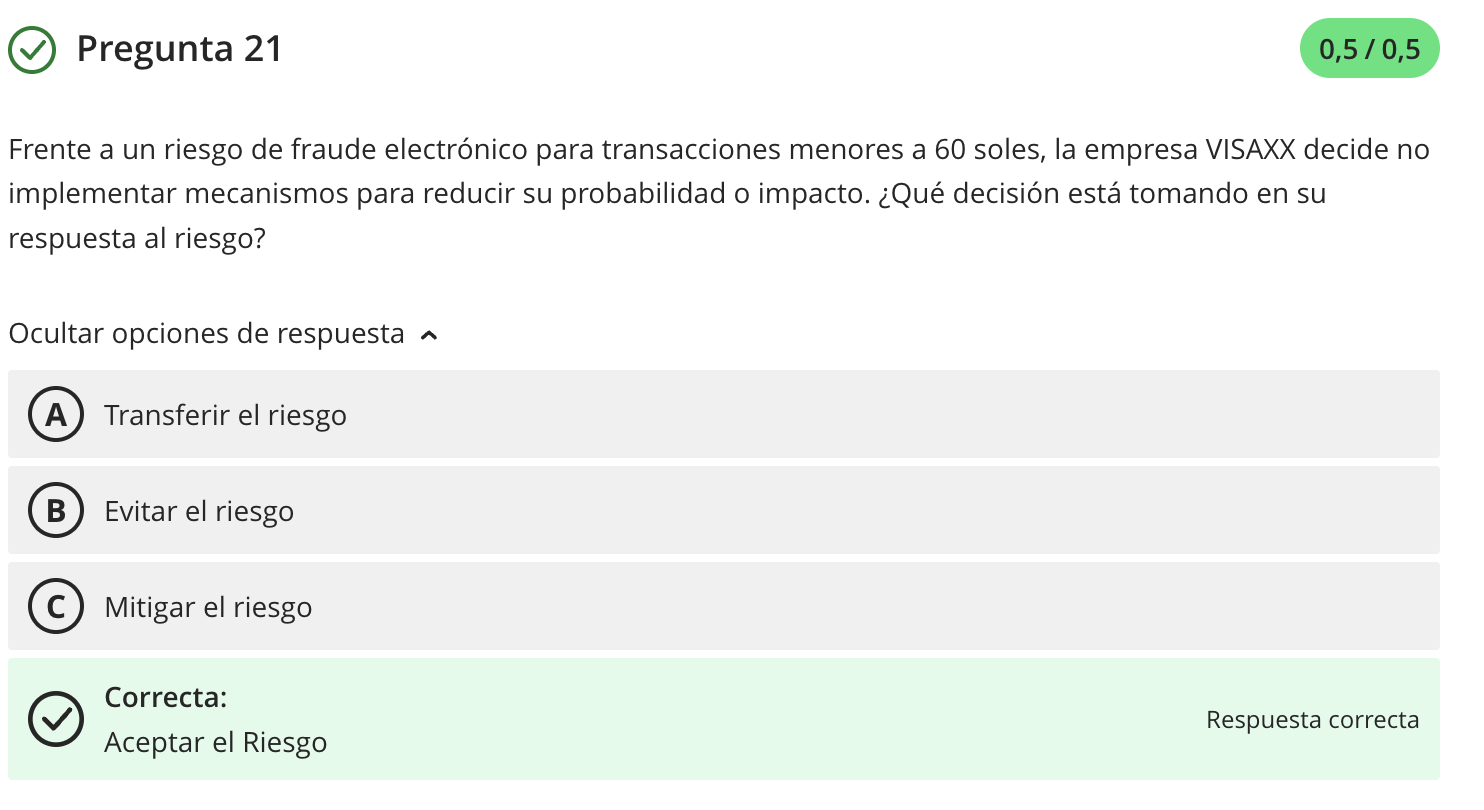 Pregunta 21
0,5 / 0,5
Frente a un riesgo de fraude electrónico para transacciones menores a 60 soles, la empresa VISAXX decide no
implementar mecanismos para reducir su probabilidad o impacto. ¿Qué decisión está tomando en su
respuesta al riesgo?
Ocultar opciones de respuesta
A Transferir el riesgo
B Evitar el riesgo
C Mitigar el riesgo
Correcta:
Aceptar el Riesgo
Respuesta correcta